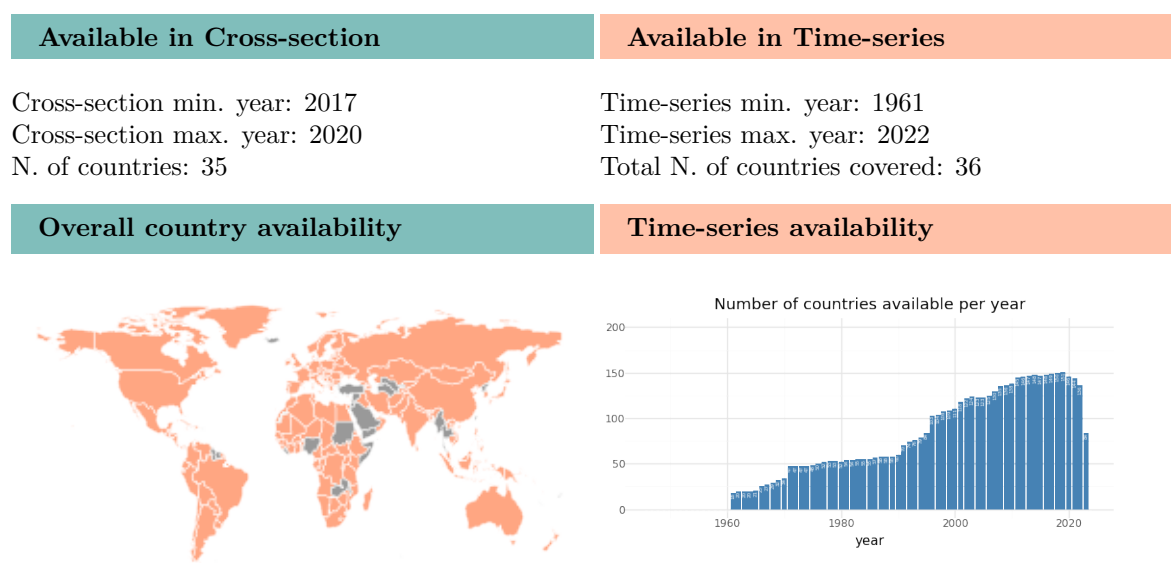 Available in Cross-section
Available in Time-series
Cross-section min. year: 2017
Cross-section max. year: 2020
N. of countries: 35
Time-series min. year: 1961
Time-series max. year: 2022
Total N. of countries covered: 36
Overall country availability
Time-series availability
Number of countries available per year
200
150
100
50
0
1960
1980
2000
2020
year